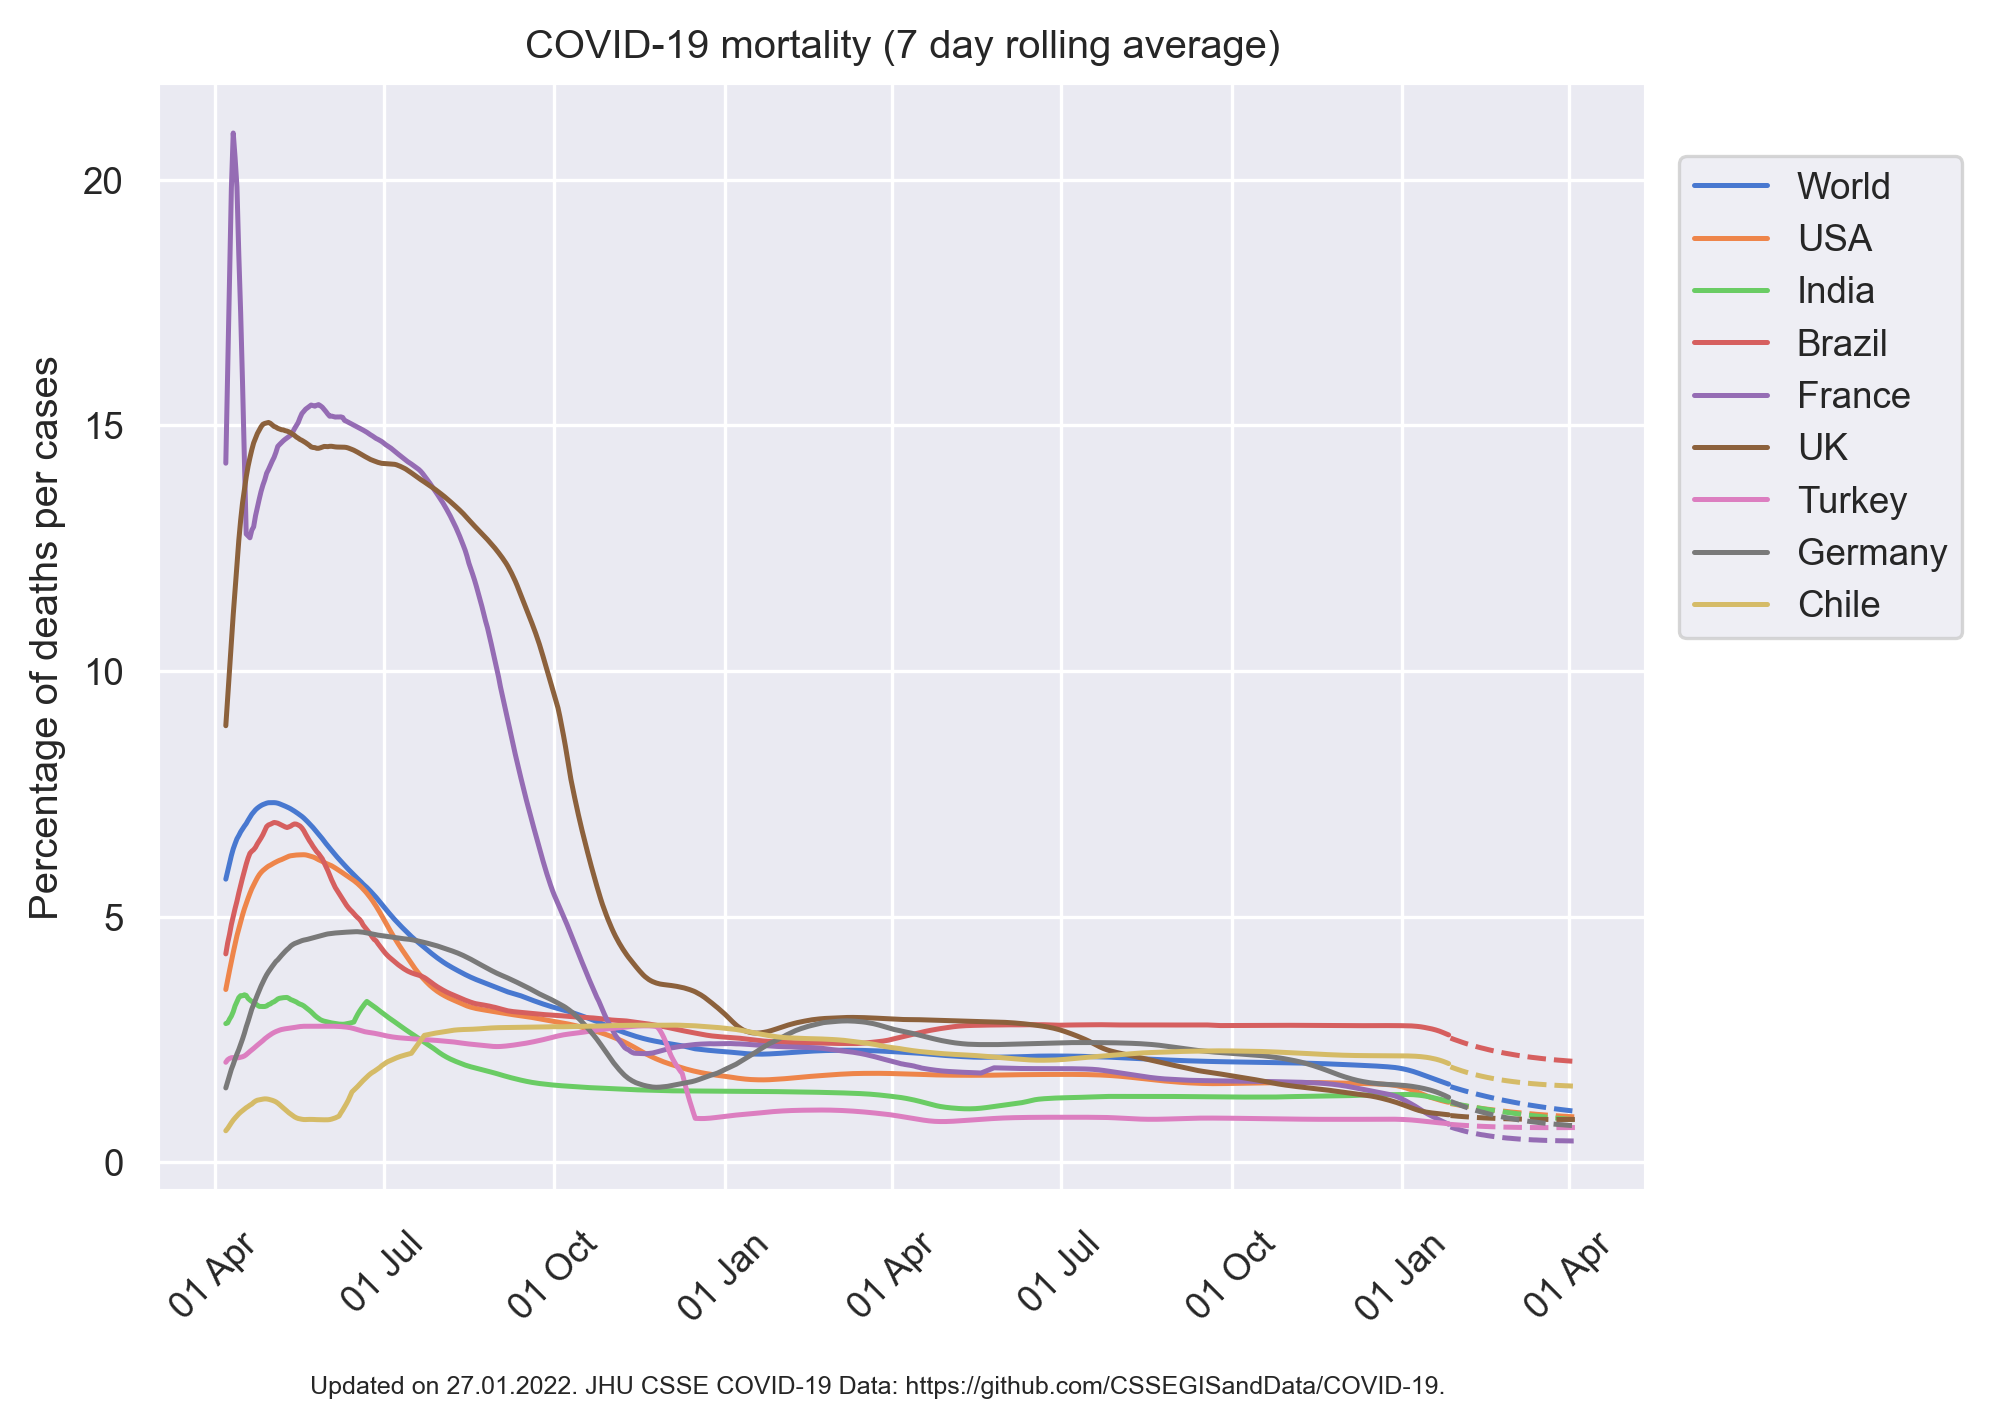 COVID-19 mortality (7 day rolling average)
Percentage of deaths per cases
20
15
10
5
0
01 Apr
01 Jul
01 Oct
01 Jan
01 Apr
01 Jul
01 Oct
01 Jan
01 Apr
World
USA
India
Brazil
France
UK
Turkey
Germany
Chile
Updated on 27.01.2022. JHU CSSE COVID-19 Data: https://github.com/CSSEGISandData/COVID-19.